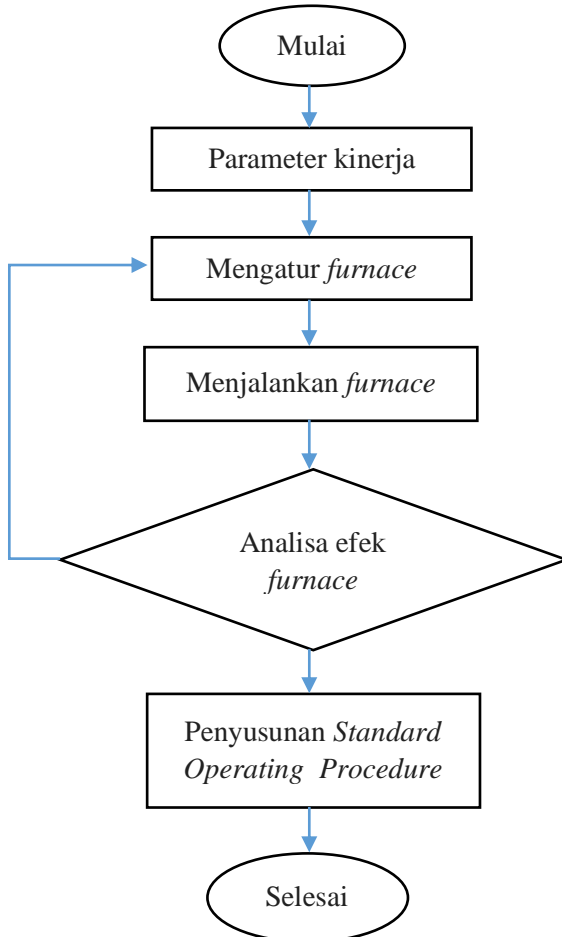 Mulai
Parameter kinerja
Mengatur furnace
Menjalankan furnace
Analisa efek
furnace
Penyusunan Standard
Operating Procedure
Selesai